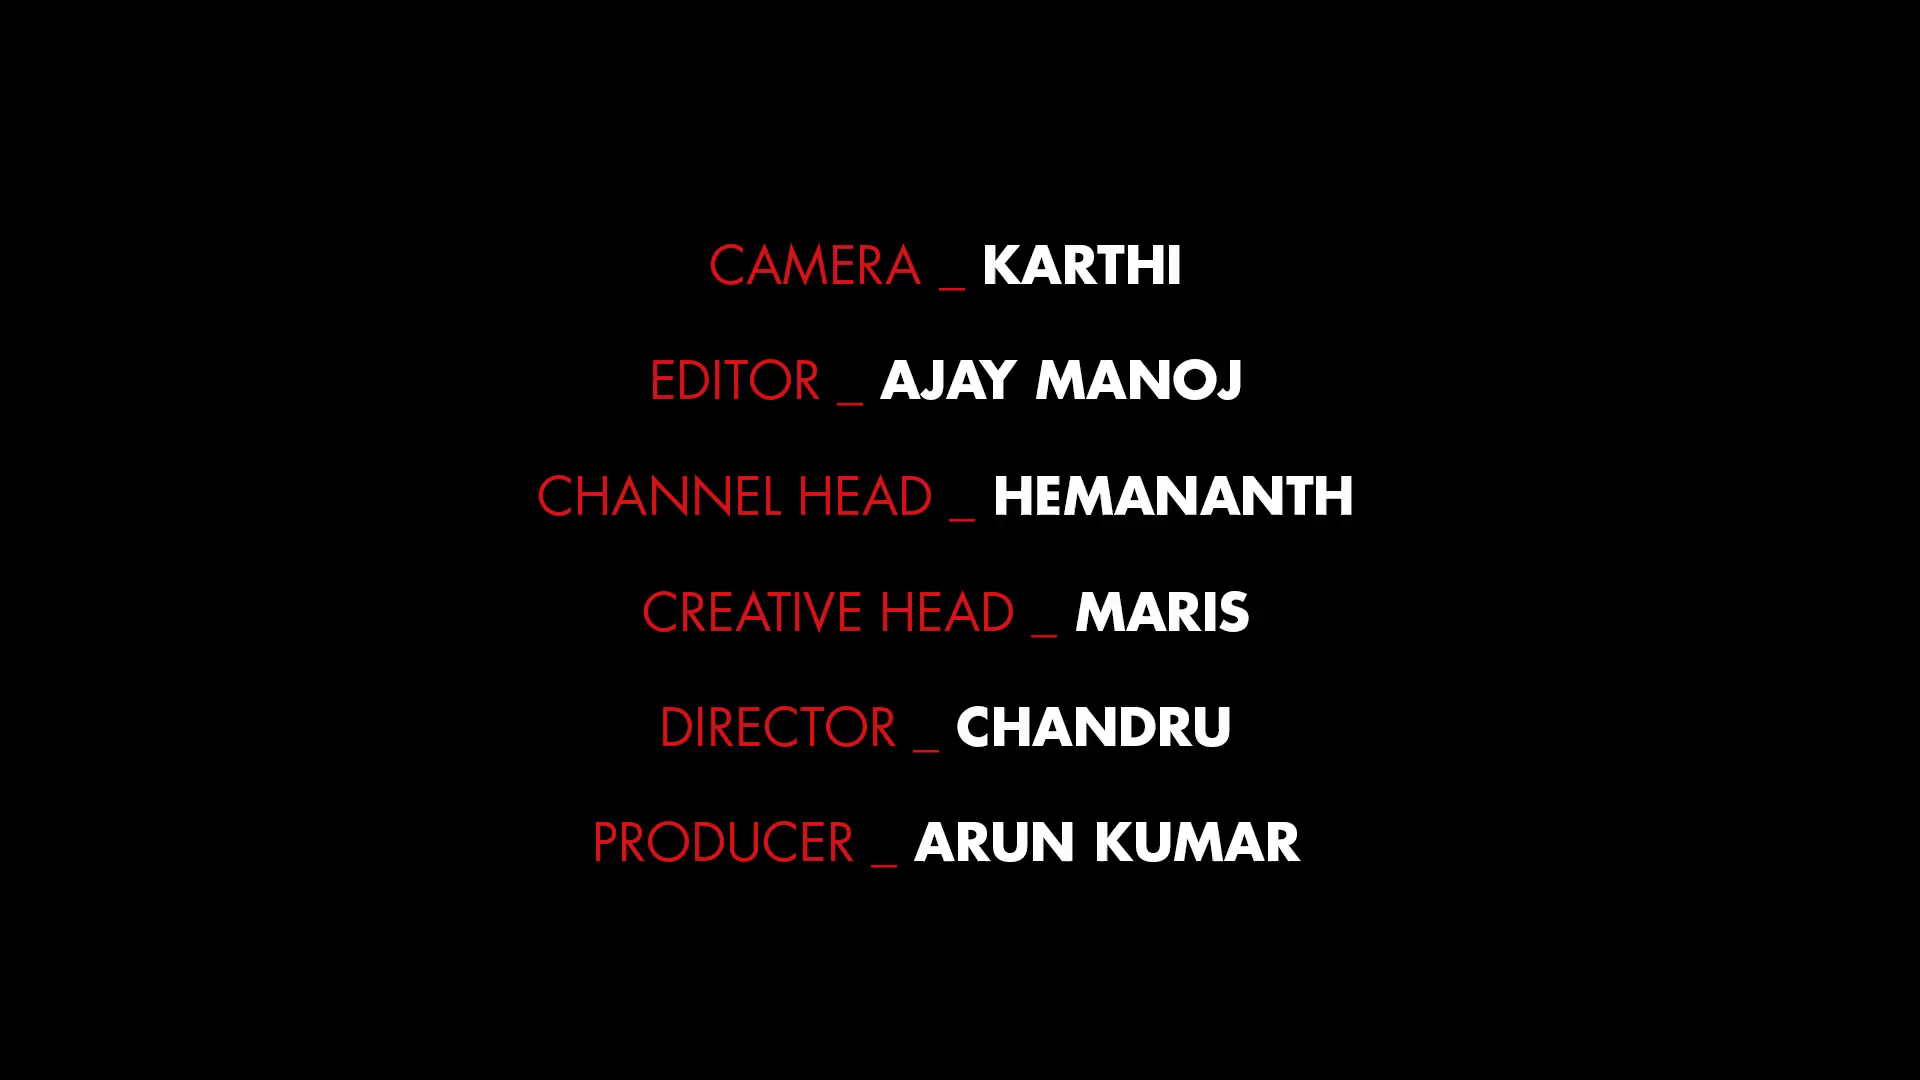 CAMERA _ KARTHI
EDITOR _ AJAY MANOJ
CHANNEL HEAD _ HEMANANTH
CREATIVE HEAD _ MARIS
DIRECTOR _ CHANDRU
PRODUCER _ ARUN KUMAR